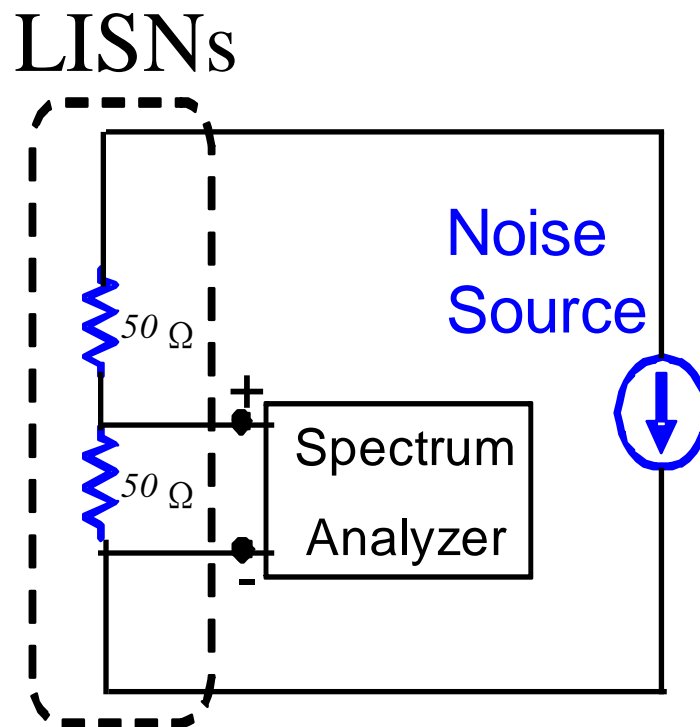 LISNs
Noise
Source
50 Ω
+
Spectrum
50 Ω
Analyzer
-